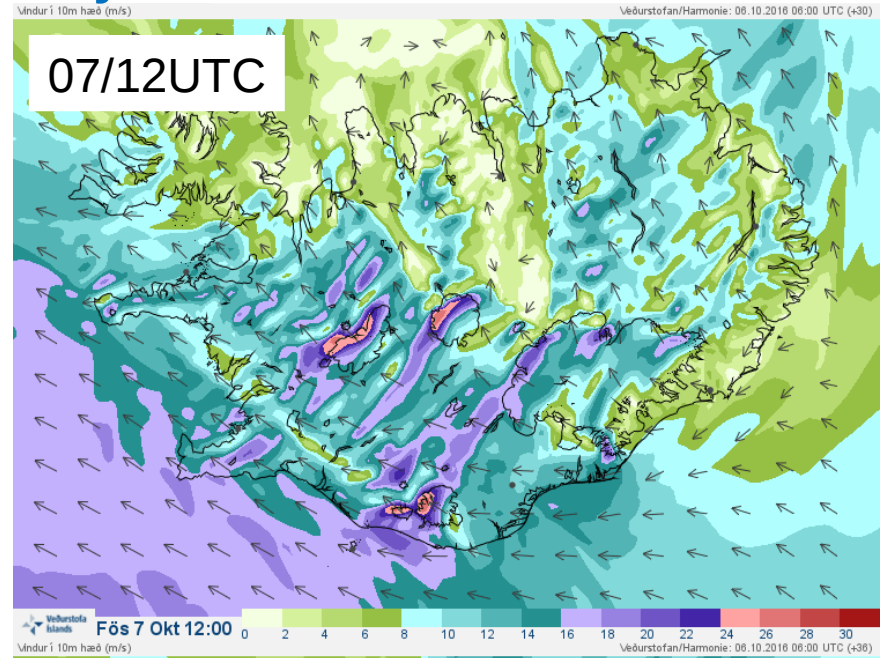 Vindur í 10m hæð (m/s)
Veðurstofan/Harmonie: 06.10.2016 06:00 UTC (+30)
07/12UTC
Veðurstofa
Íslands
Fös 7 Okt 12:00
0 2 4 6 8 10 12 14 16 18 20 22 24 26 28 30
Vindur í 10m hæð (m/s)
Veðurstofan/Harmonie: 06.10.2016 06:00 UTC (+36)